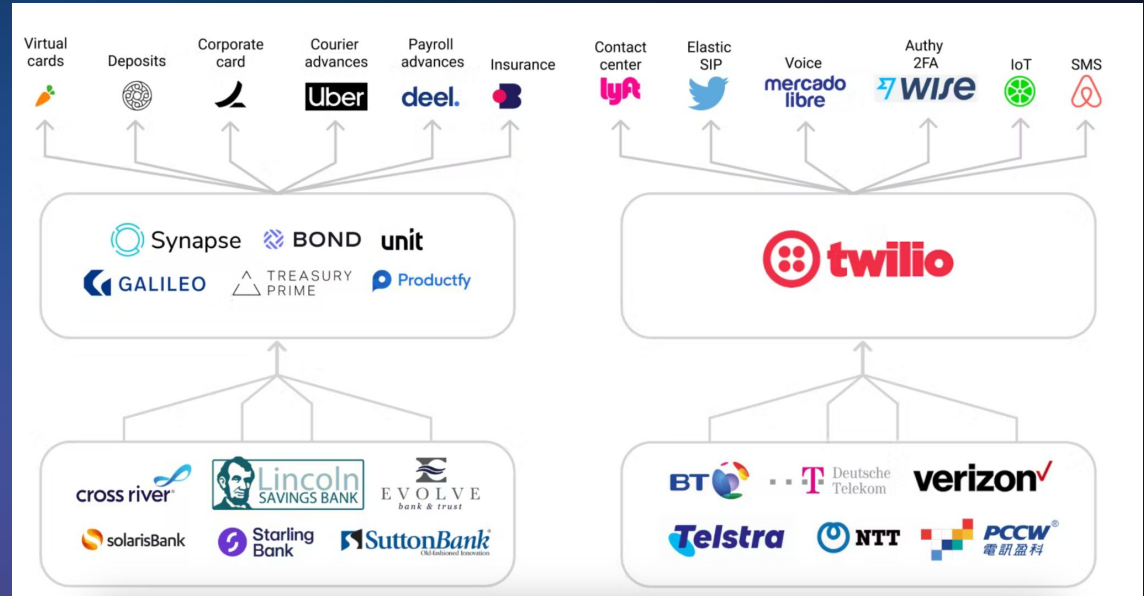 Virtual
cards
Deposits
Corporate
card
Courier
advances
Payroll
advances
Insurance
Uber
deel.
Contact
center
Elastic
SIP
Voice
Authy
2FA
IoT
SMS
lyft
mercado
libre
WISE
Synapse
BOND
unit
GALILEO
TREASURY
PRIME
Productfy
twilio
cross river
Lincoln
SAVINGS BANK
EVOLVE
bank & trust
solarisBank
Starling
Bank
SuttonBank®
Old-fashioned Innovation
BT
T Deutsche
Telekom
verizon
Telstra
NTT
PCCW®
電訊盈科